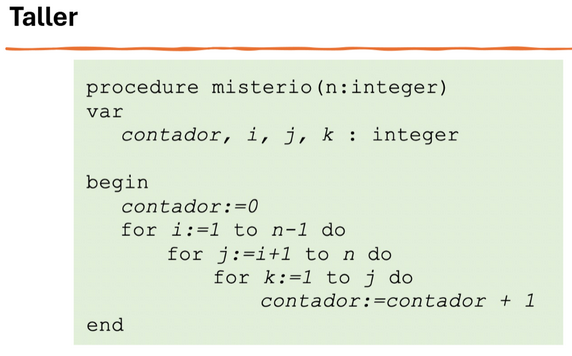 Taller
procedure misterio(n:integer)
var
contador, i, j, k : integer
begin
contador:=0
for i:=1 to n-1 do
for j:=i+1 to n do
for k:=1 to j do
contador:=contador + 1
end